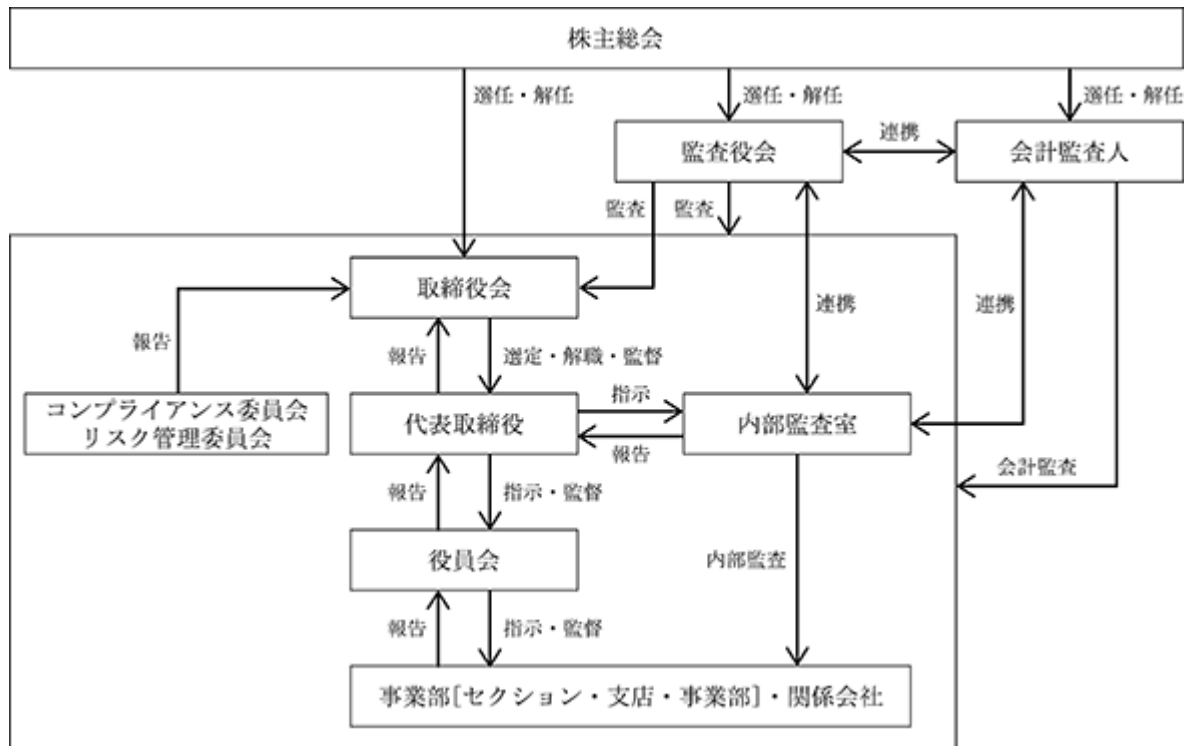 株主総会
選任・解任
選任・解任
選任・解任
監査役会
連携
会計監査人
監査
監査
取締役会
連携
連携
報告
報告
選定・解職・監督
コンプライアンス委員会
リスク管理委員会
代表取締役
指示
報告
内部監査室
会計監査
報告
指示・監督
役員会
内部監査
報告
指示・監督
事業部[セクション・支店・事業部]・関係会社